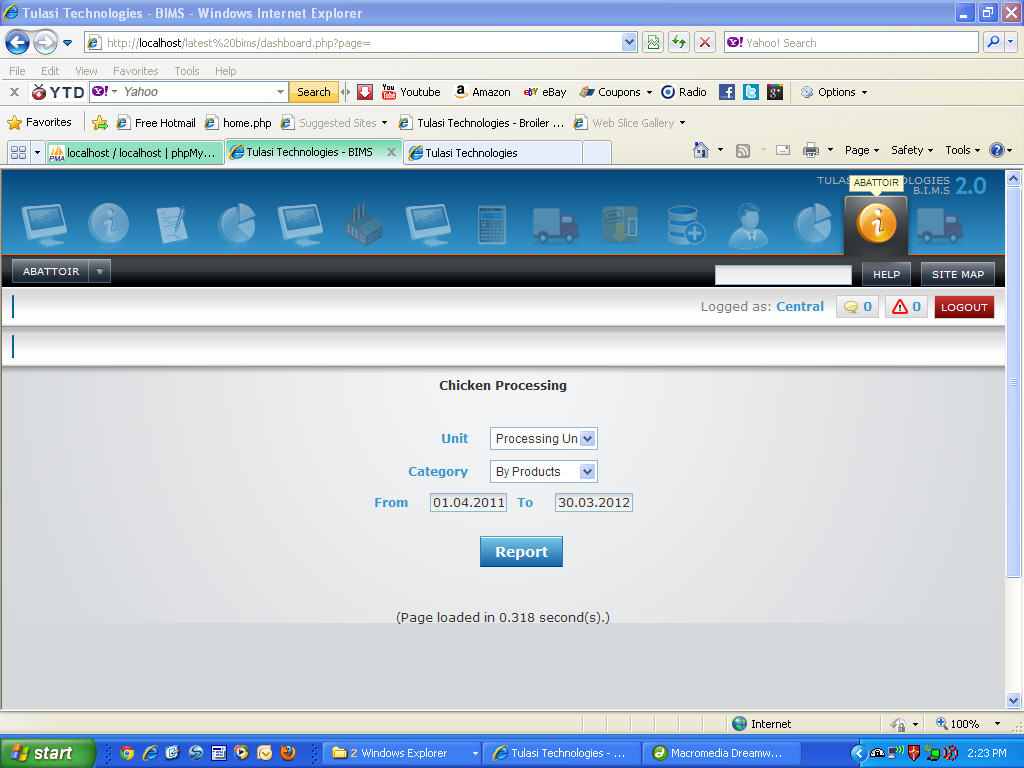 Tulasi Technologies - BIMS - Windows Internet Explorer
http://localhost/latest%20bims/dashboard.php?page=
Yahoo! Search
File Edit View Favorites Tools Help
YTD Yahoo Search Youtube Amazon eBay Coupons Radio Options
Favorites Free Hotmail home.php Suggested Sites Tulasi Technologies - Broiler ... Web Slice Gallery
localhost / localhost | phpMy... Tulasi Technologies - BIMS Tulasi Technologies Page Safety Tools
ABATTOIR
B.I.M.S 2.0
ABATTOIR HELP SITE MAP
Logged as: Central 0 0 LOGOUT
Chicken Processing
Unit Processing Un
Category By Products
From 01.04.2011 To 30.03.2012
Report
(Page loaded in 0.318 second(s).)
Internet 100%
start 2 Windows Explorer Tulasi Technologies - ... Macromedia Dreamw... 2:23 PM